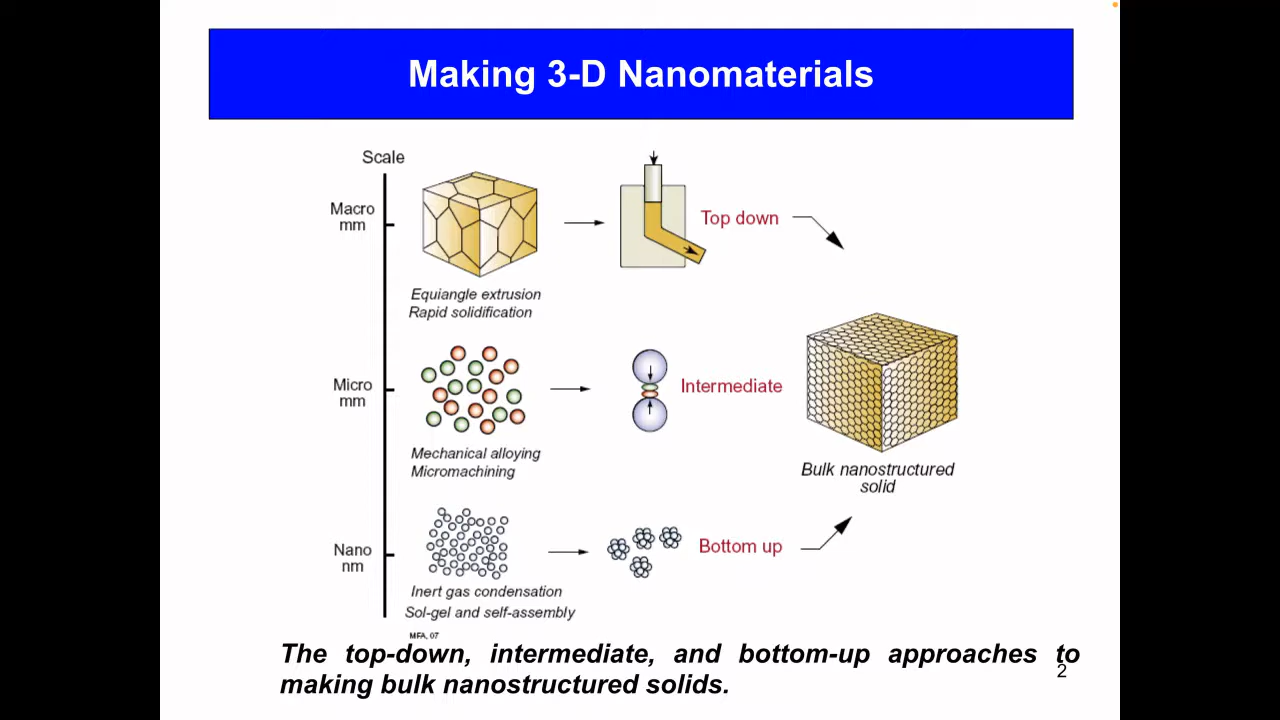 Making 3-D Nanomaterials
Scale
Macro
mm
Top down
Equiangle extrusion
Rapid solidification
Micro
mm
Intermediate
Mechanical alloying
Micromachining
Bulk nanostructured
solid
Nano
nm
Bottom up
Inert gas condensation
Sol-gel and self-assembly
MFA, 07
The top-down, intermediate, and bottom-up approaches to
making bulk nanostructured solids.
2